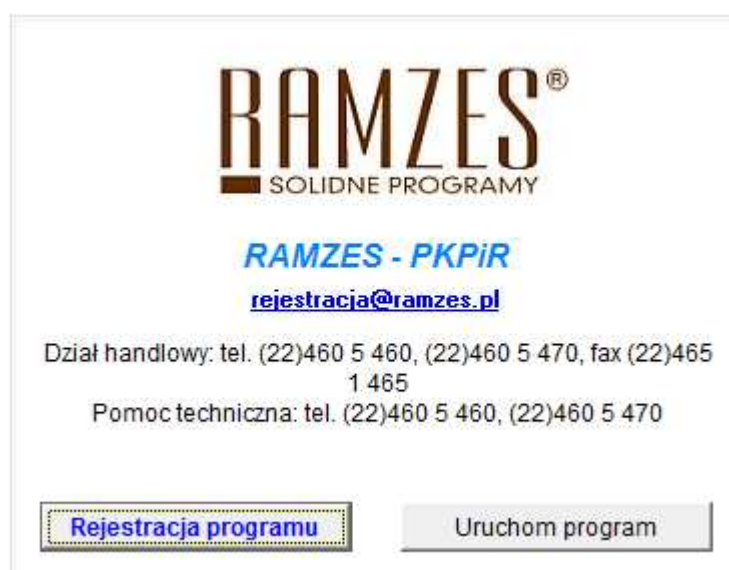 RAMZES®
SOLIDNE PROGRAMY
RAMZES - PKPiR
rejestracja@ramzes.pl
Dział handlowy: tel. (22)460 5 460, (22)460 5 470, fax (22)465
1 465
Pomoc techniczna: tel. (22)460 5 460, (22)460 5 470
Rejestracja programu Uruchom program